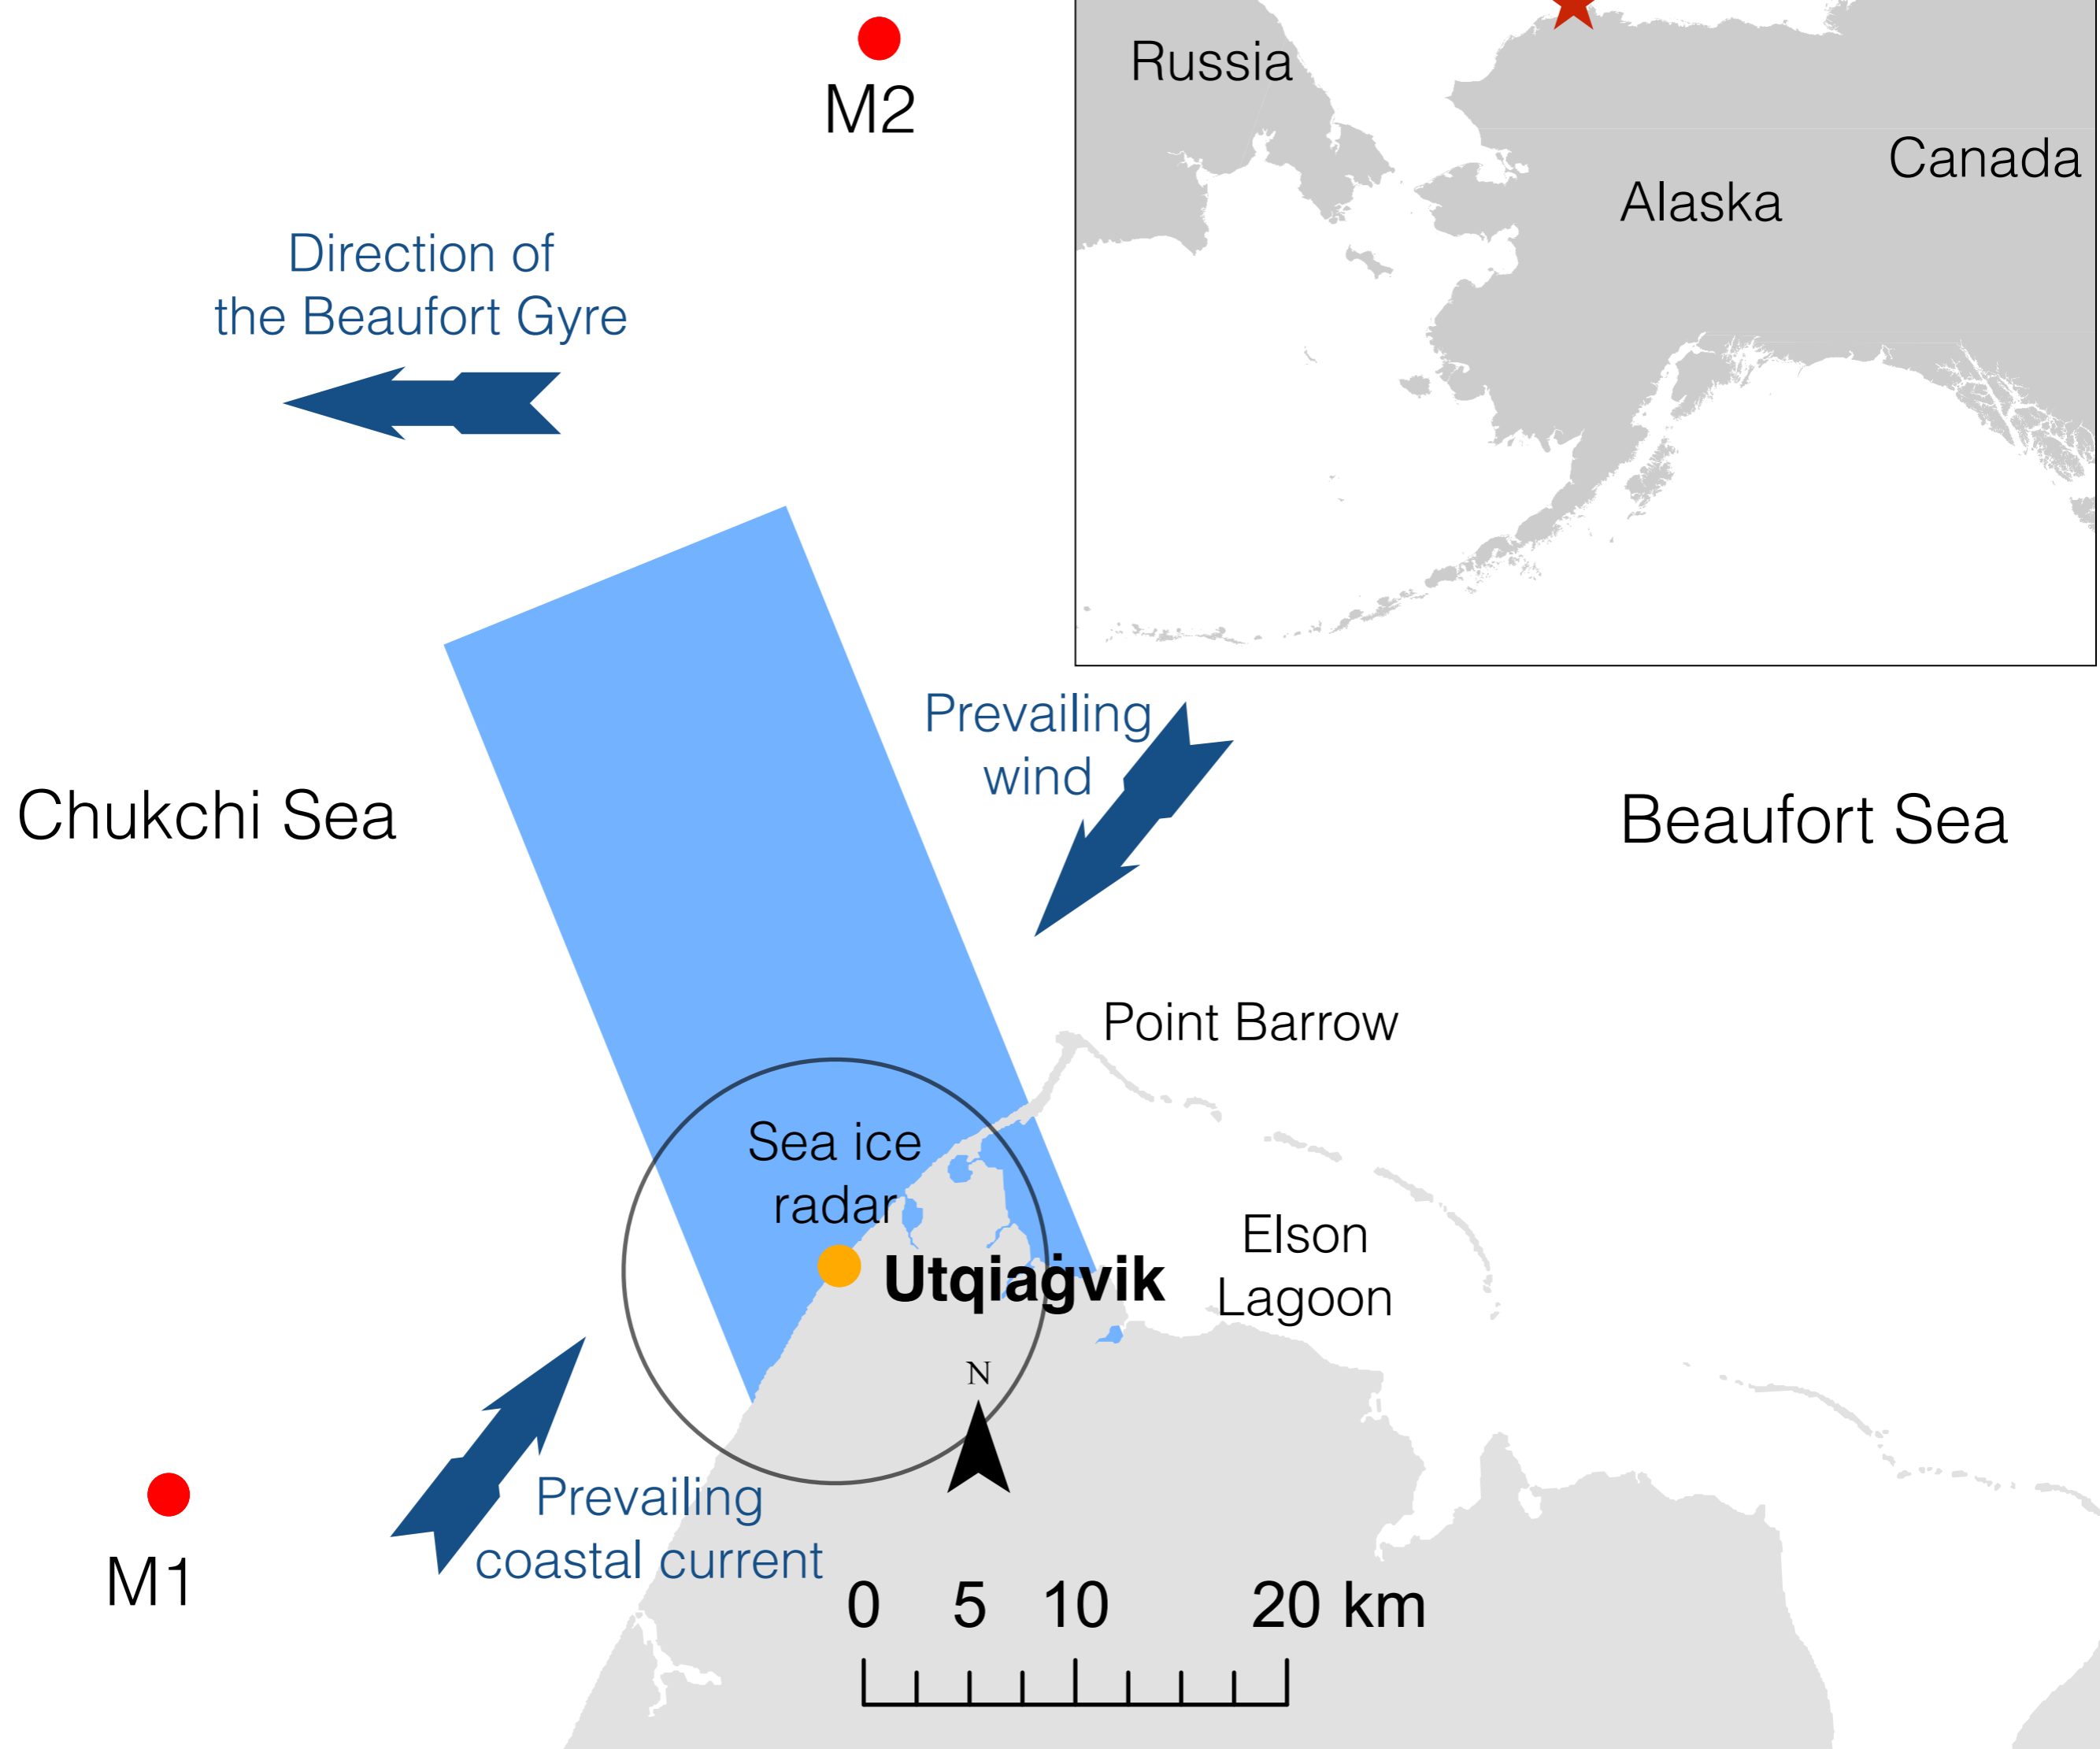 M2
Russia
Canada
Alaska
Direction of
the Beaufort Gyre
Prevailing
wind
Chukchi Sea
Beaufort Sea
Point Barrow
Sea ice
radar
Elson
Lagoon
Utqiaġvik
N
Prevailing
coastal current
M1
0 5 10 20 km